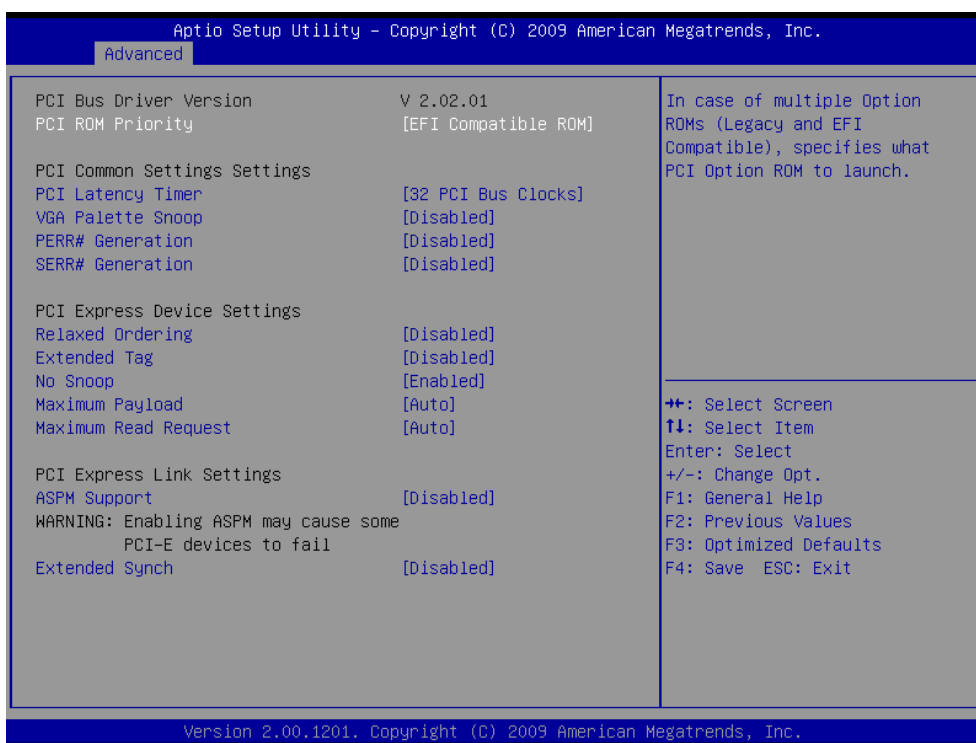 Aptio Setup Utility – Copyright (C) 2009 American Megatrends, Inc.
Advanced
PCI Bus Driver Version V 2.02.01
PCI ROM Priority [EFI Compatible ROM]
PCI Common Settings Settings
PCI Latency Timer [32 PCI Bus Clocks]
VGA Palette Snoop [Disabled]
PERR# Generation [Disabled]
SERR# Generation [Disabled]
PCI Express Device Settings
Relaxed Ordering [Disabled]
Extended Tag [Disabled]
No Snoop [Enabled]
Maximum Payload [Auto]
Maximum Read Request [Auto]
PCI Express Link Settings
ASPM Support [Disabled]
WARNING: Enabling ASPM may cause some
PCI-E devices to fail
Extended Synch [Disabled]
In case of multiple Option
ROMs (Legacy and EFI
Compatible), specifies what
PCI Option ROM to launch.
→←: Select Screen
↑↓: Select Item
Enter: Select
+/-: Change Opt.
F1: General Help
F2: Previous Values
F3: Optimized Defaults
F4: Save ESC: Exit
Version 2.00.1201. Copyright (C) 2009 American Megatrends, Inc.